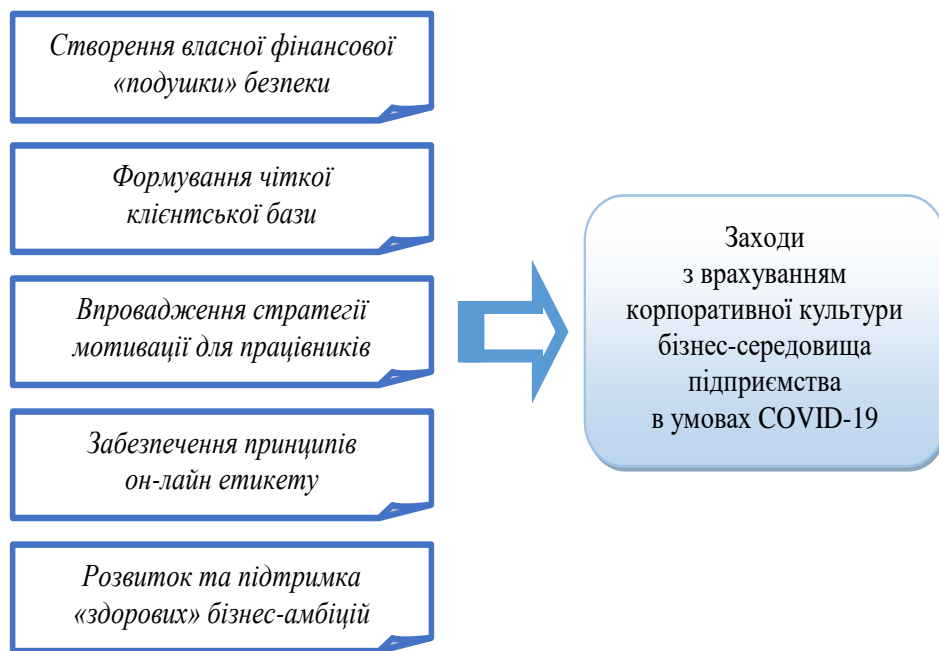 Створення власної фінансової
«подушки» безпеки
Формування чіткої
клієнтської бази
Впровадження стратегії
мотивації для працівників
Забезпечення принципів
он-лайн етикету
Розвиток та підтримка
«здорових» бізнес-амбіцій
Заходи
з врахуванням
корпоративної культури
бізнес-середовища
підприємства
в умовах COVID-19